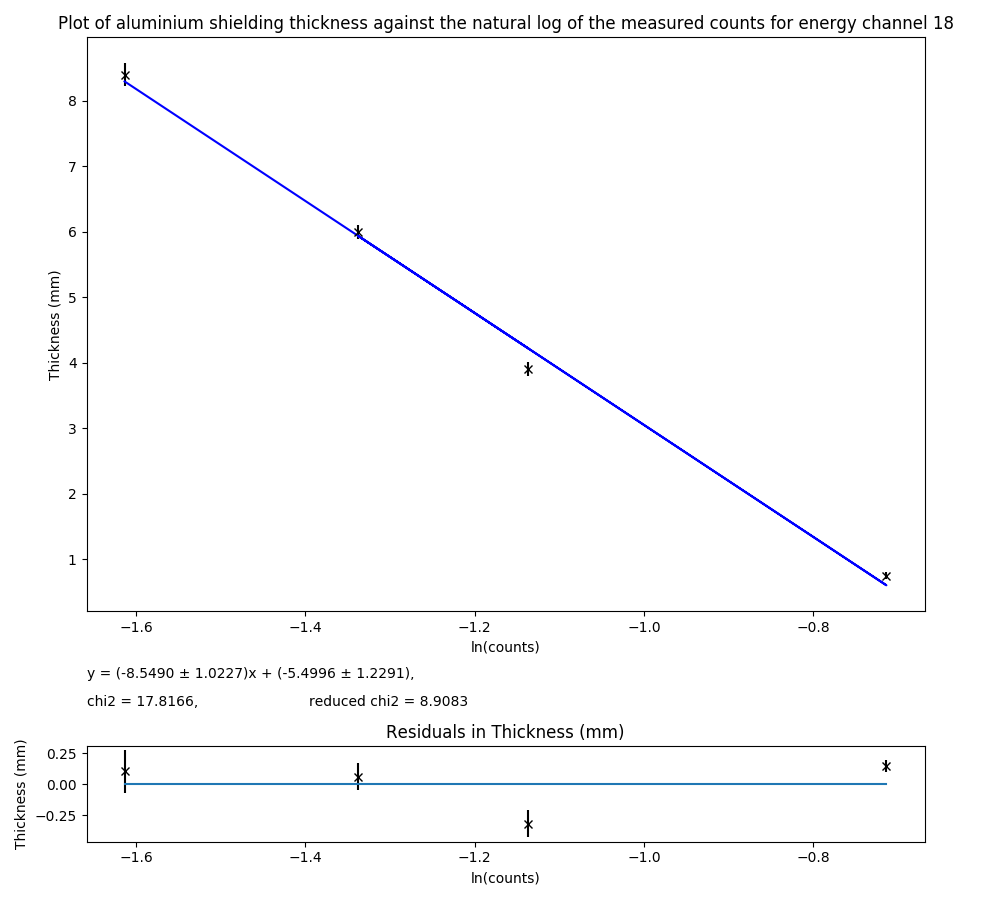 Plot of aluminium shielding thickness against the natural log of the measured counts for energy channel 18
Thickness (mm)
8
7
6
5
4
3
2
1
−1.6 −1.4 −1.2 −1.0 −0.8
ln(counts)
y = (-8.5490 ± 1.0227)x + (-5.4996 ± 1.2291),
chi2 = 17.8166, reduced chi2 = 8.9083
Residuals in Thickness (mm)
Thickness (mm)
0.25
0.00
−0.25
−1.6 −1.4 −1.2 −1.0 −0.8
ln(counts)